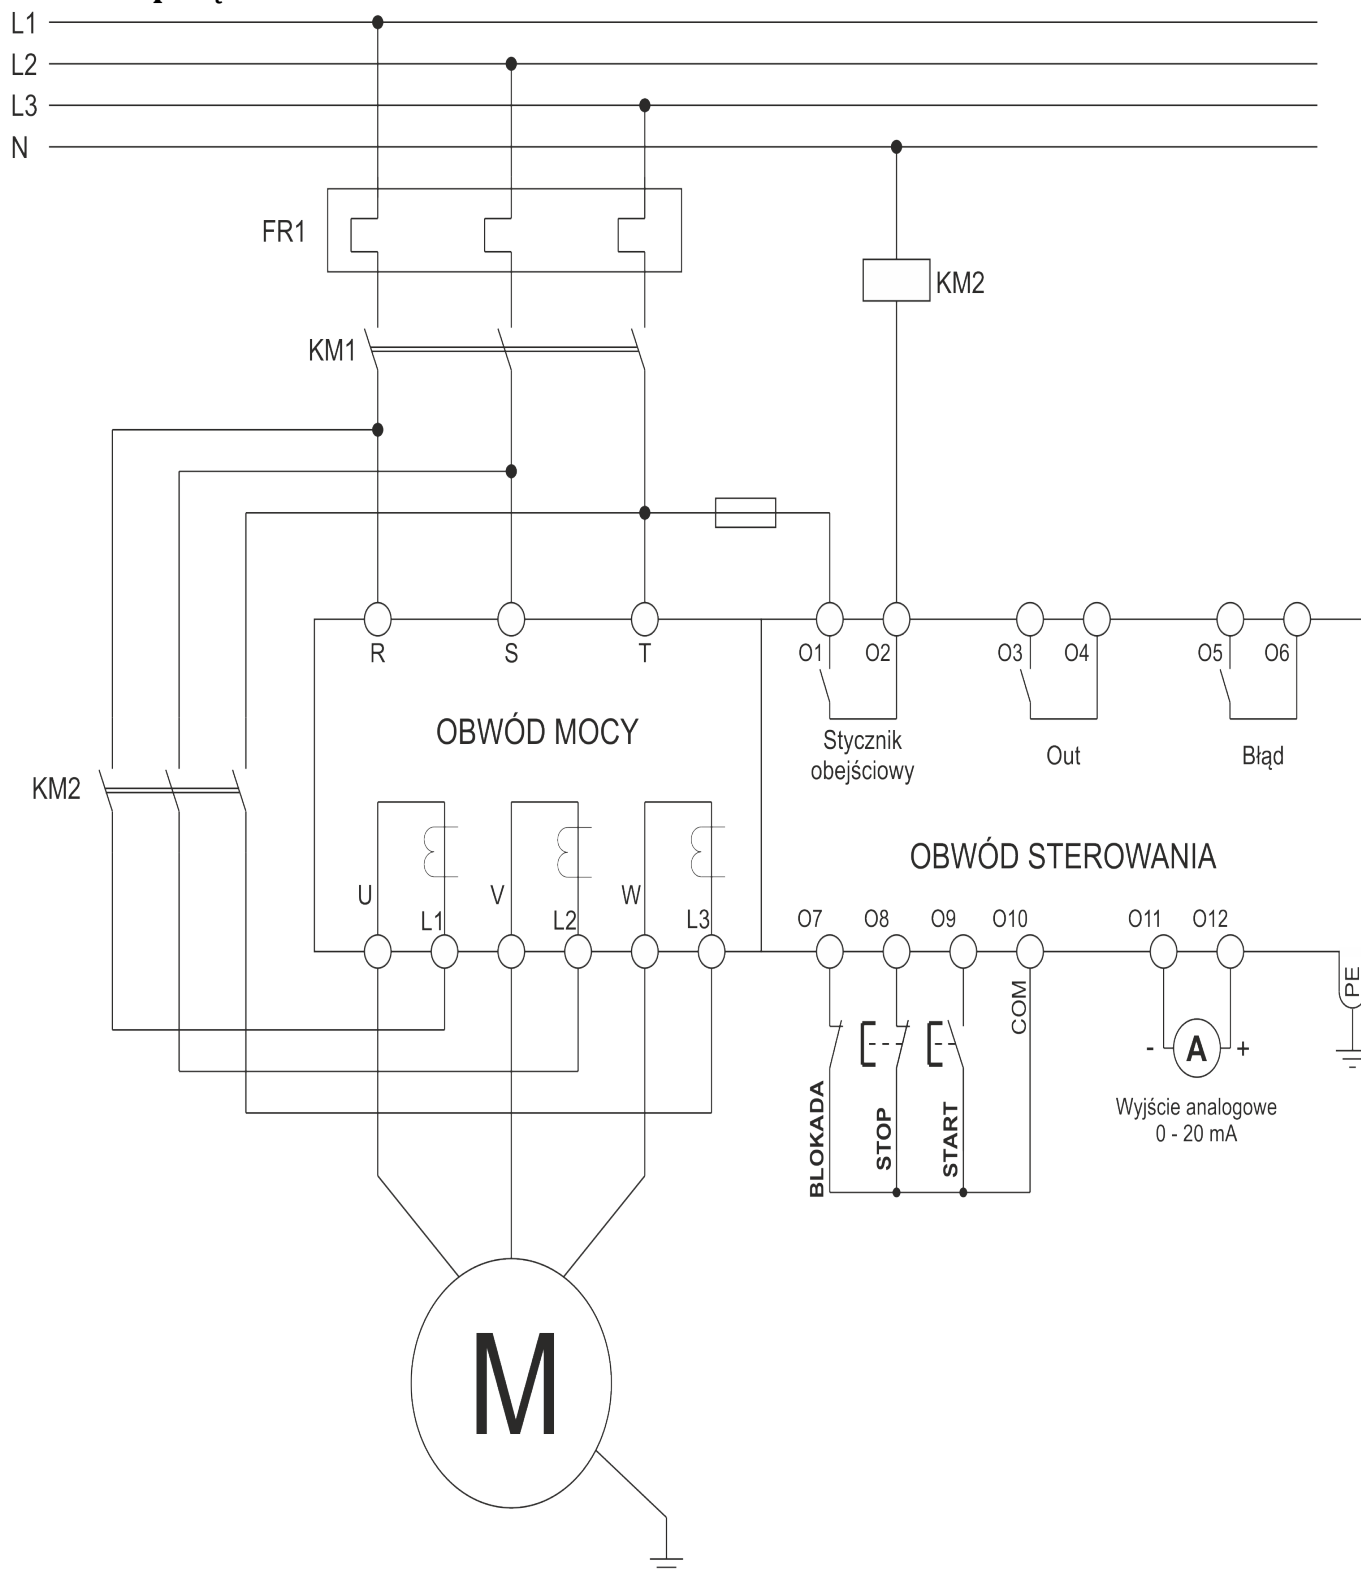 L1
L2
L3
N
FR1
KM2
KM1
R S T O1 O2 O3 O4 O5 O6
OBWÓD MOCY
Stycznik
obejściowy
Out
Błąd
KM2
OBWÓD STEROWANIA
U L1 V L2 W L3
O7 O8 O9 O10 O11 O12
COM
PE
BLOKADA
STOP
START
- A +
Wyjście analogowe
0 - 20 mA
M